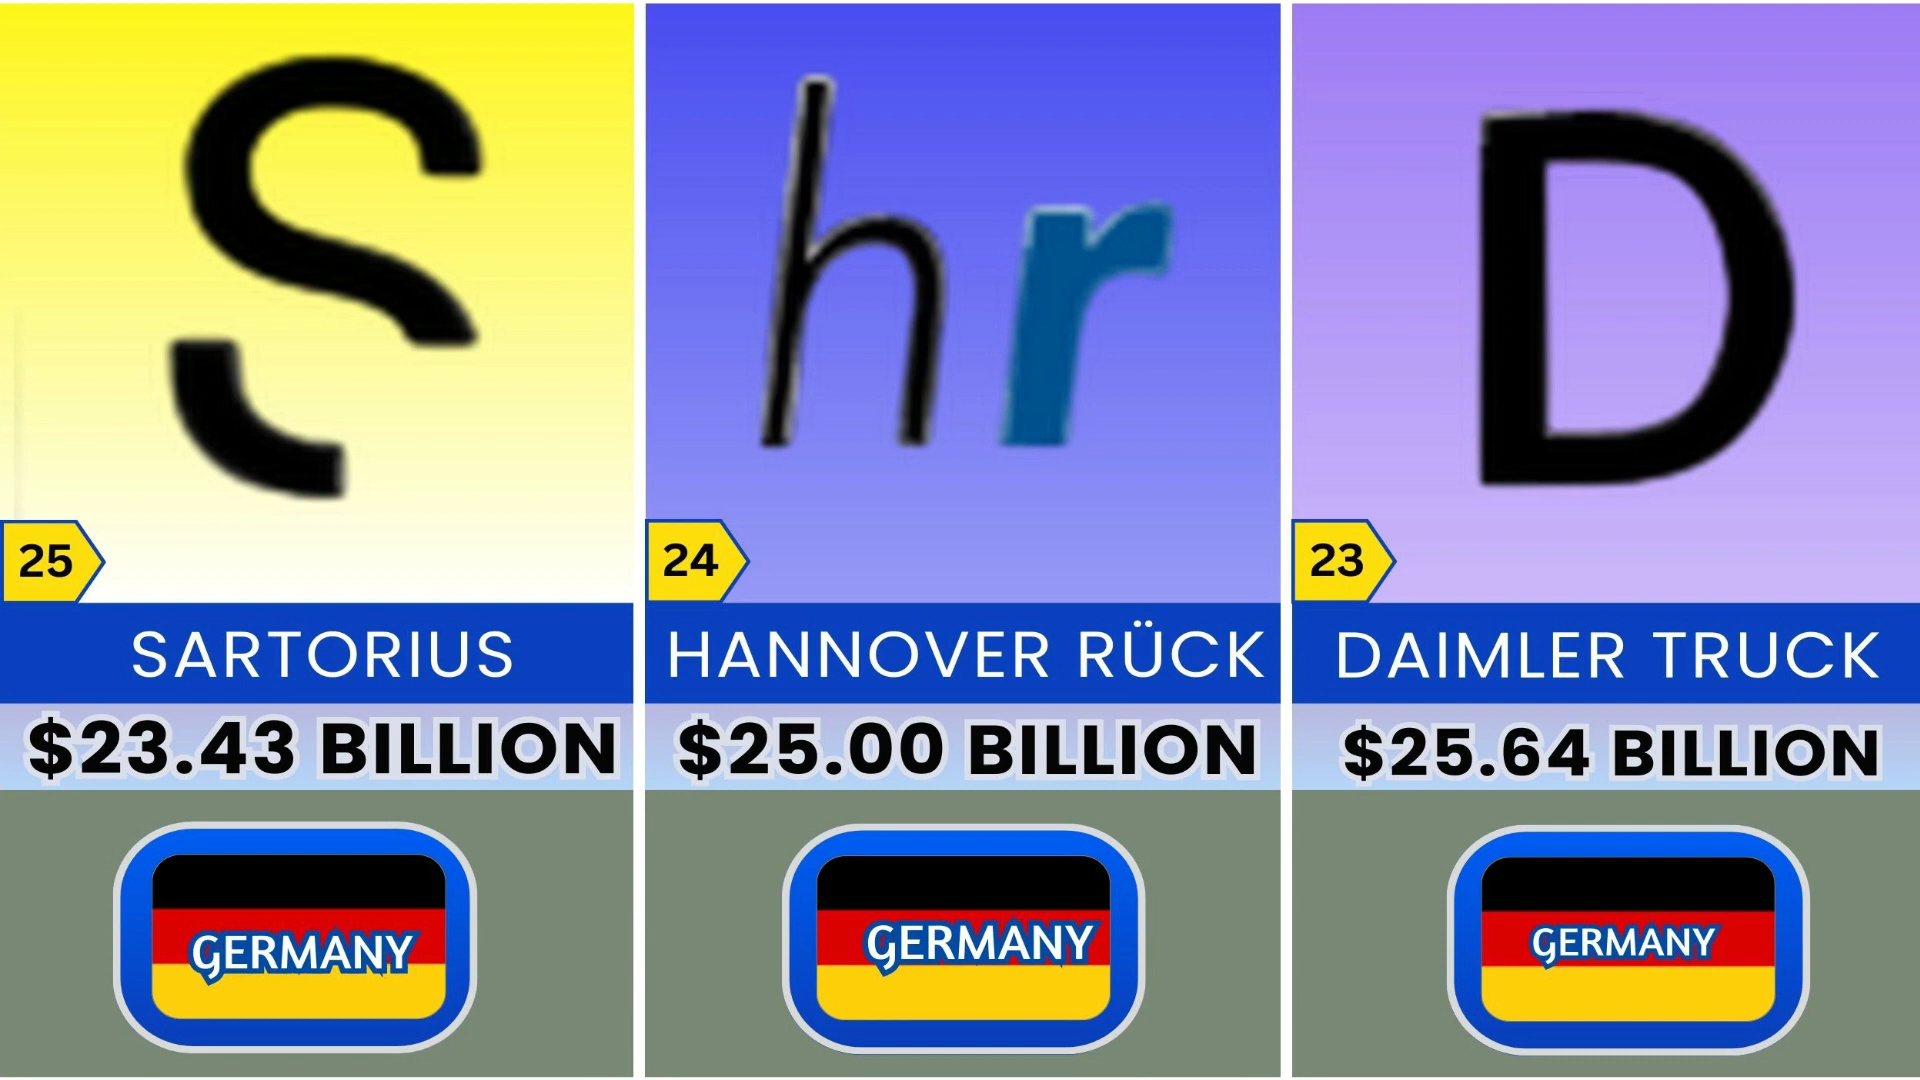 S
25
SARTORIUS
$23.43 BILLION
GERMANY
hr
24
HANNOVER RÜCK
$25.00 BILLION
GERMANY
D
23
DAIMLER TRUCK
$25.64 BILLION
GERMANY